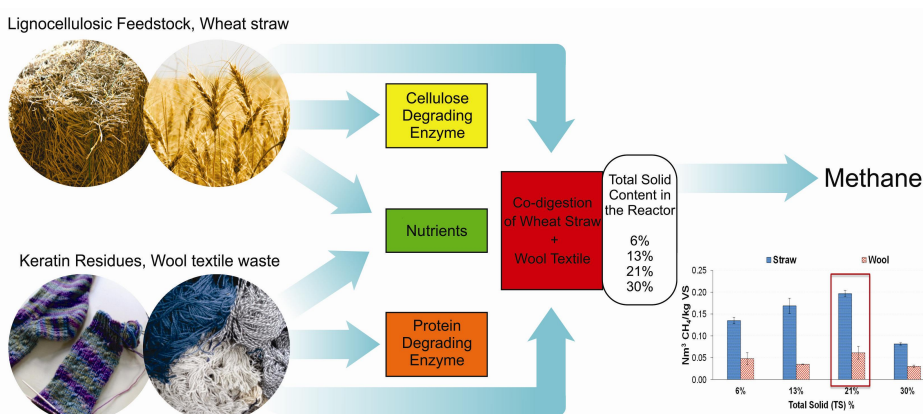 Lignocellulosic Feedstock, Wheat straw
Cellulose
Degrading
Enzyme
Nutrients
Keratin Residues, Wool textile waste
Protein
Degrading
Enzyme
Co-digestion
of Wheat Straw
+
Wool Textile
Total Solid
Content in
the Reactor
6%
13%
21%
30%
Methane
Straw
Wool
Nm³ CH₄/kg VS
0.25
0.20
0.15
0.10
0.05
0.00
6%
13%
21%
30%
Total Solid (TS) %